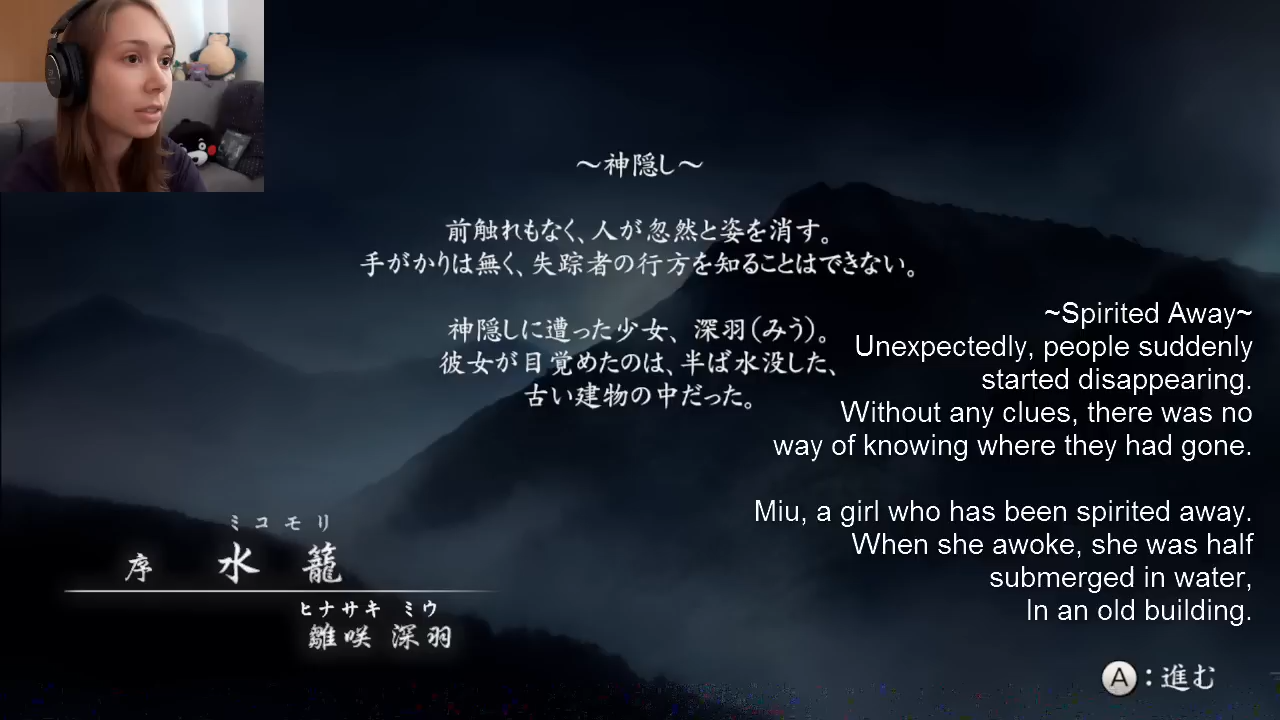 ～神隠し～
前触れもなく、人が忽然と姿を消す。
手がかりは無く、失踪者の行方を知ることはできない。
神隠しに遭った少女、深羽（みう）。
彼女が目覚めたのは、半ば水没した、
古い建物の中だった。
~Spirited Away~
Unexpectedly, people suddenly
started disappearing.
Without any clues, there was no
way of knowing where they had gone.
Miu, a girl who has been spirited away.
When she awoke, she was half
submerged in water,
In an old building.
ミコモリ
序 水籠
ヒナサキ ミウ
雛咲 深羽
A：進む